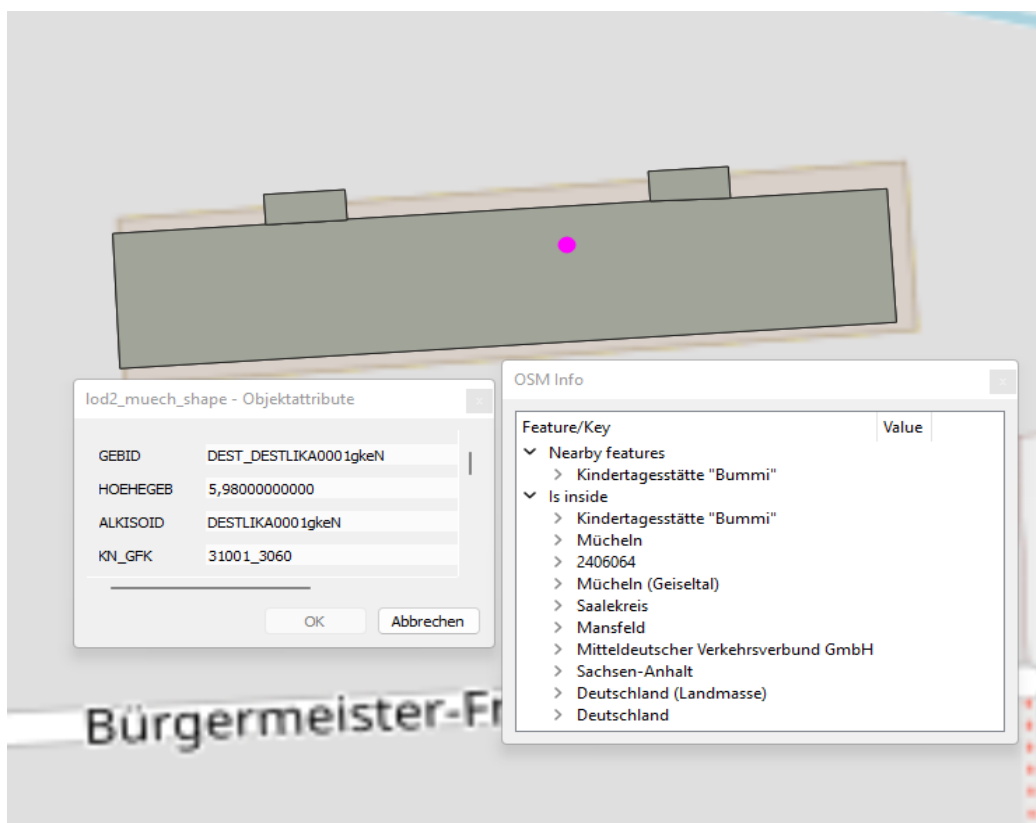 lod2_muech_shape - Objektattribute
x
GEBID DEST_DESTLIKA0001gkeN
HOEHEGEB 5,98000000000
ALKISOID DESTLIKA0001gkeN
KN_GFK 31001_3060
OK Abbrechen
OSM Info
x
Feature/Key Value
Nearby features
Kindertagesstätte "Bummi"
Is inside
Kindertagesstätte "Bummi"
Mücheln
2406064
Mücheln (Geiseltal)
Saalekreis
Mansfeld
Mitteldeutscher Verkehrsverbund GmbH
Sachsen-Anhalt
Deutschland (Landmasse)
Deutschland
Bürgermeister-Fr